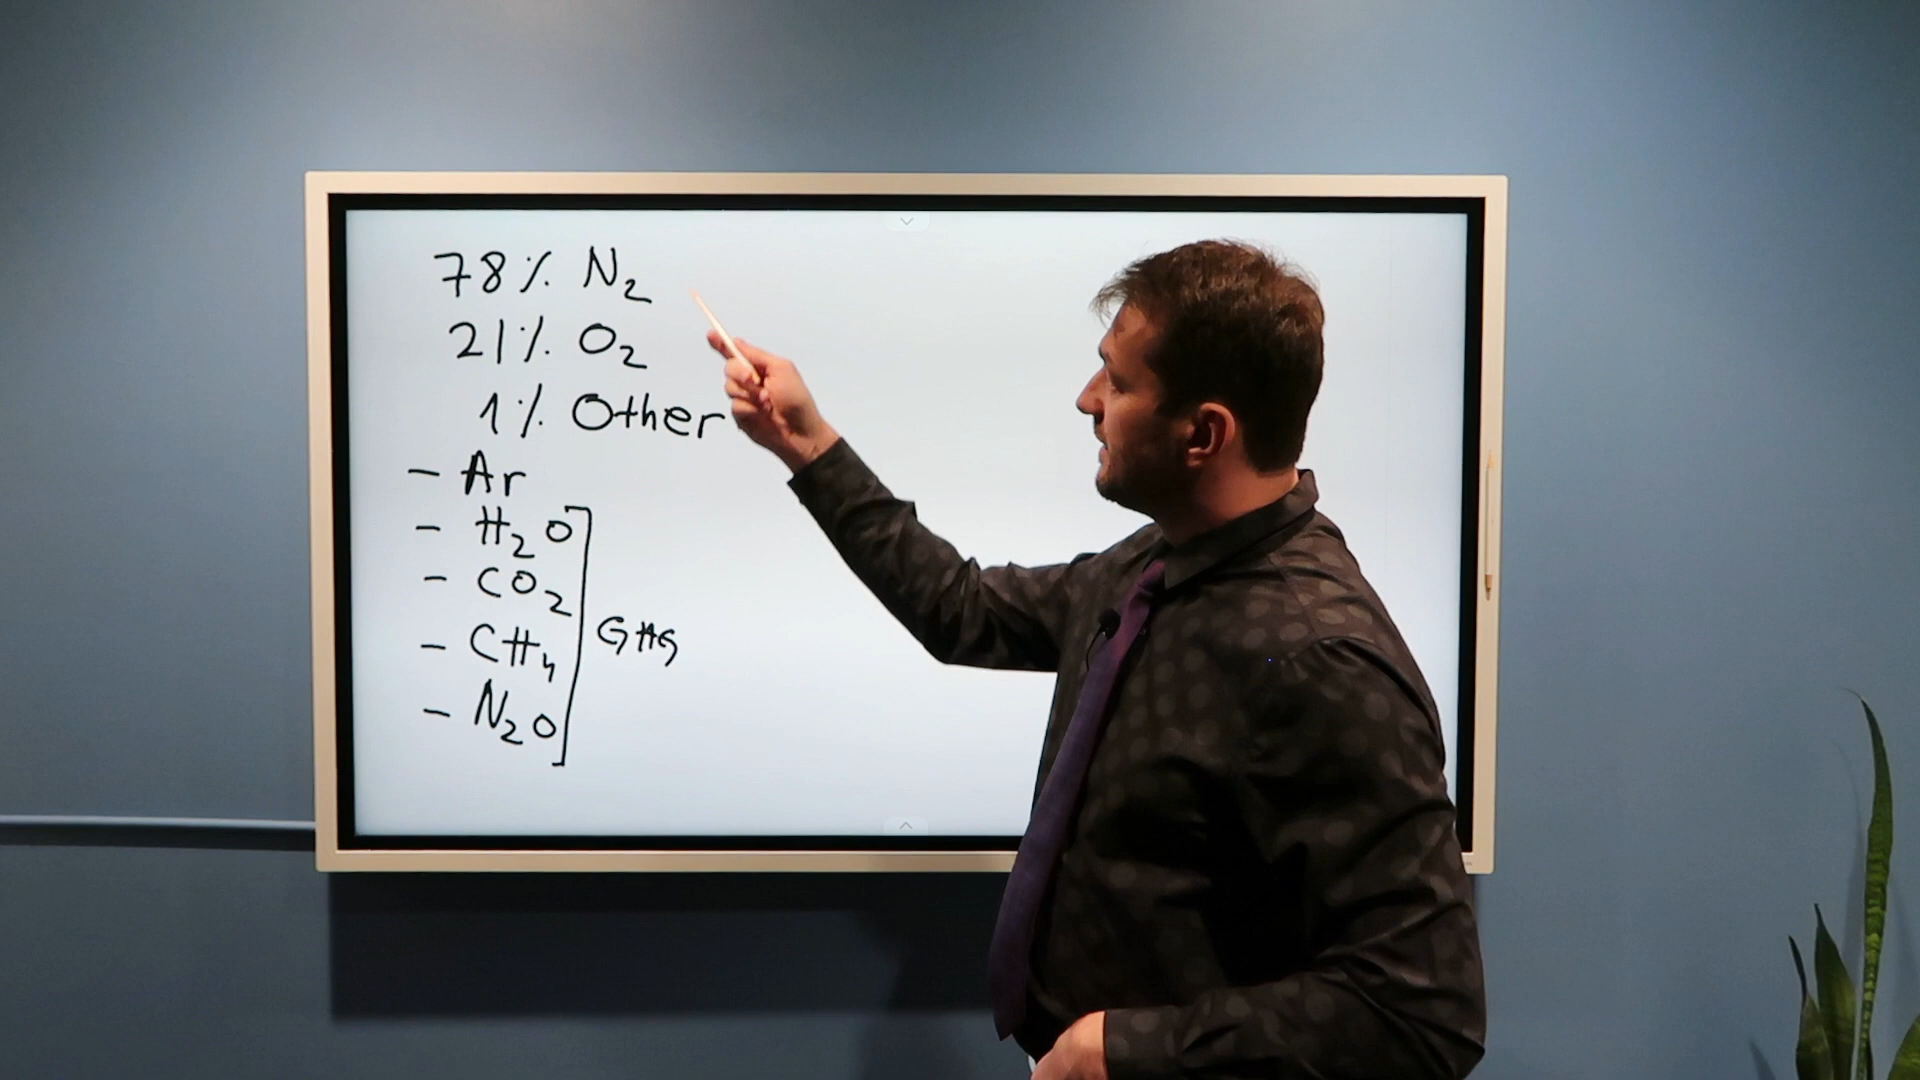 78% N₂
21% O₂
1% Other
- Ar
- H₂O
- CO₂
- CH₄
- N₂O
GHG